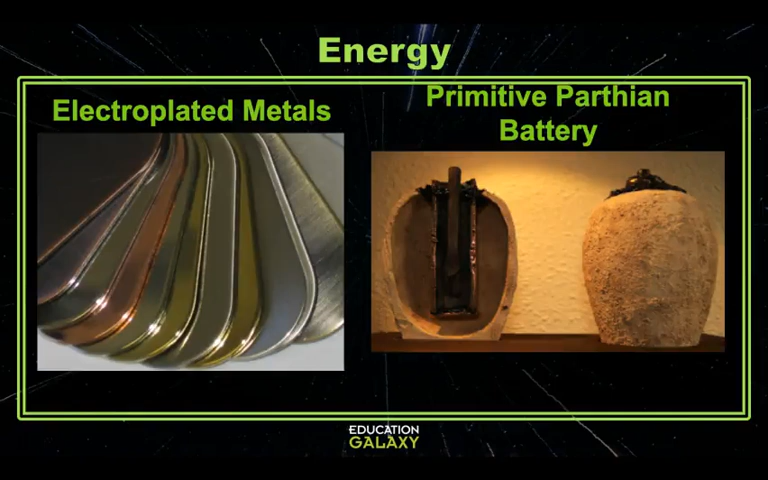 Energy
Electroplated Metals
Primitive Parthian
Battery
EDUCATION
GALAXY